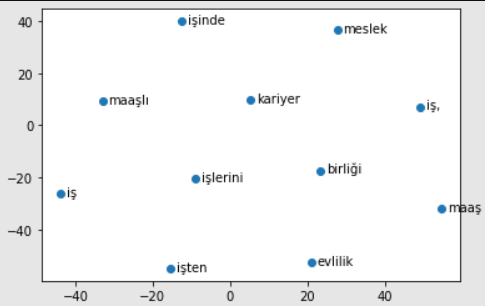 40
işinde
meslek
20
maaşlı
kariyer
iş,
0
−20
işlerini
birliği
iş
maaş
−40
işten
evlilik
−40 −20 0 20 40